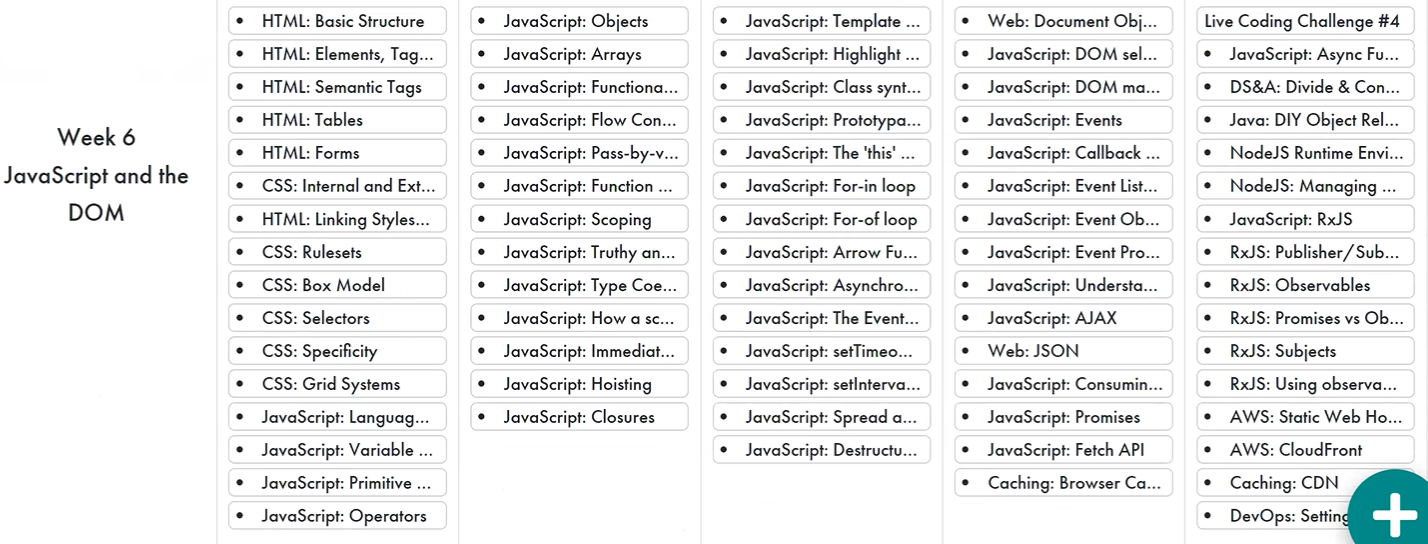 Week 6
JavaScript and the
DOM
HTML: Basic Structure
HTML: Elements, Tag...
HTML: Semantic Tags
HTML: Tables
HTML: Forms
CSS: Internal and Ext...
HTML: Linking Styles...
CSS: Rulesets
CSS: Box Model
CSS: Selectors
CSS: Specificity
CSS: Grid Systems
JavaScript: Languag...
JavaScript: Variable ...
JavaScript: Primitive ...
JavaScript: Operators
JavaScript: Objects
JavaScript: Arrays
JavaScript: Functiona...
JavaScript: Flow Con...
JavaScript: Pass-by-v...
JavaScript: Function ...
JavaScript: Scoping
JavaScript: Truthy an...
JavaScript: Type Coe...
JavaScript: How a sc...
JavaScript: Immediat...
JavaScript: Hoisting
JavaScript: Closures
JavaScript: Template ...
JavaScript: Highlight ...
JavaScript: Class synt...
JavaScript: Prototypa...
JavaScript: The 'this' ...
JavaScript: For-in loop
JavaScript: For-of loop
JavaScript: Arrow Fu...
JavaScript: Asynchro...
JavaScript: The Event...
JavaScript: setTimeo...
JavaScript: setInterva...
JavaScript: Spread a...
JavaScript: Destructu...
Web: Document Obj...
JavaScript: DOM sel...
JavaScript: DOM ma...
JavaScript: Events
JavaScript: Callback ...
JavaScript: Event List...
JavaScript: Event Ob...
JavaScript: Event Pro...
JavaScript: Understa...
JavaScript: AJAX
Web: JSON
JavaScript: Consumin...
JavaScript: Promises
JavaScript: Fetch API
Caching: Browser Ca...
Live Coding Challenge #4
JavaScript: Async Fu...
DS&A: Divide & Con...
Java: DIY Object Rel...
NodeJS Runtime Envi...
NodeJS: Managing ...
JavaScript: RxJS
RxJS: Publisher/Sub...
RxJS: Observables
RxJS: Promises vs Ob...
RxJS: Subjects
RxJS: Using observa...
AWS: Static Web Ho...
AWS: CloudFront
Caching: CDN
DevOps: Setting